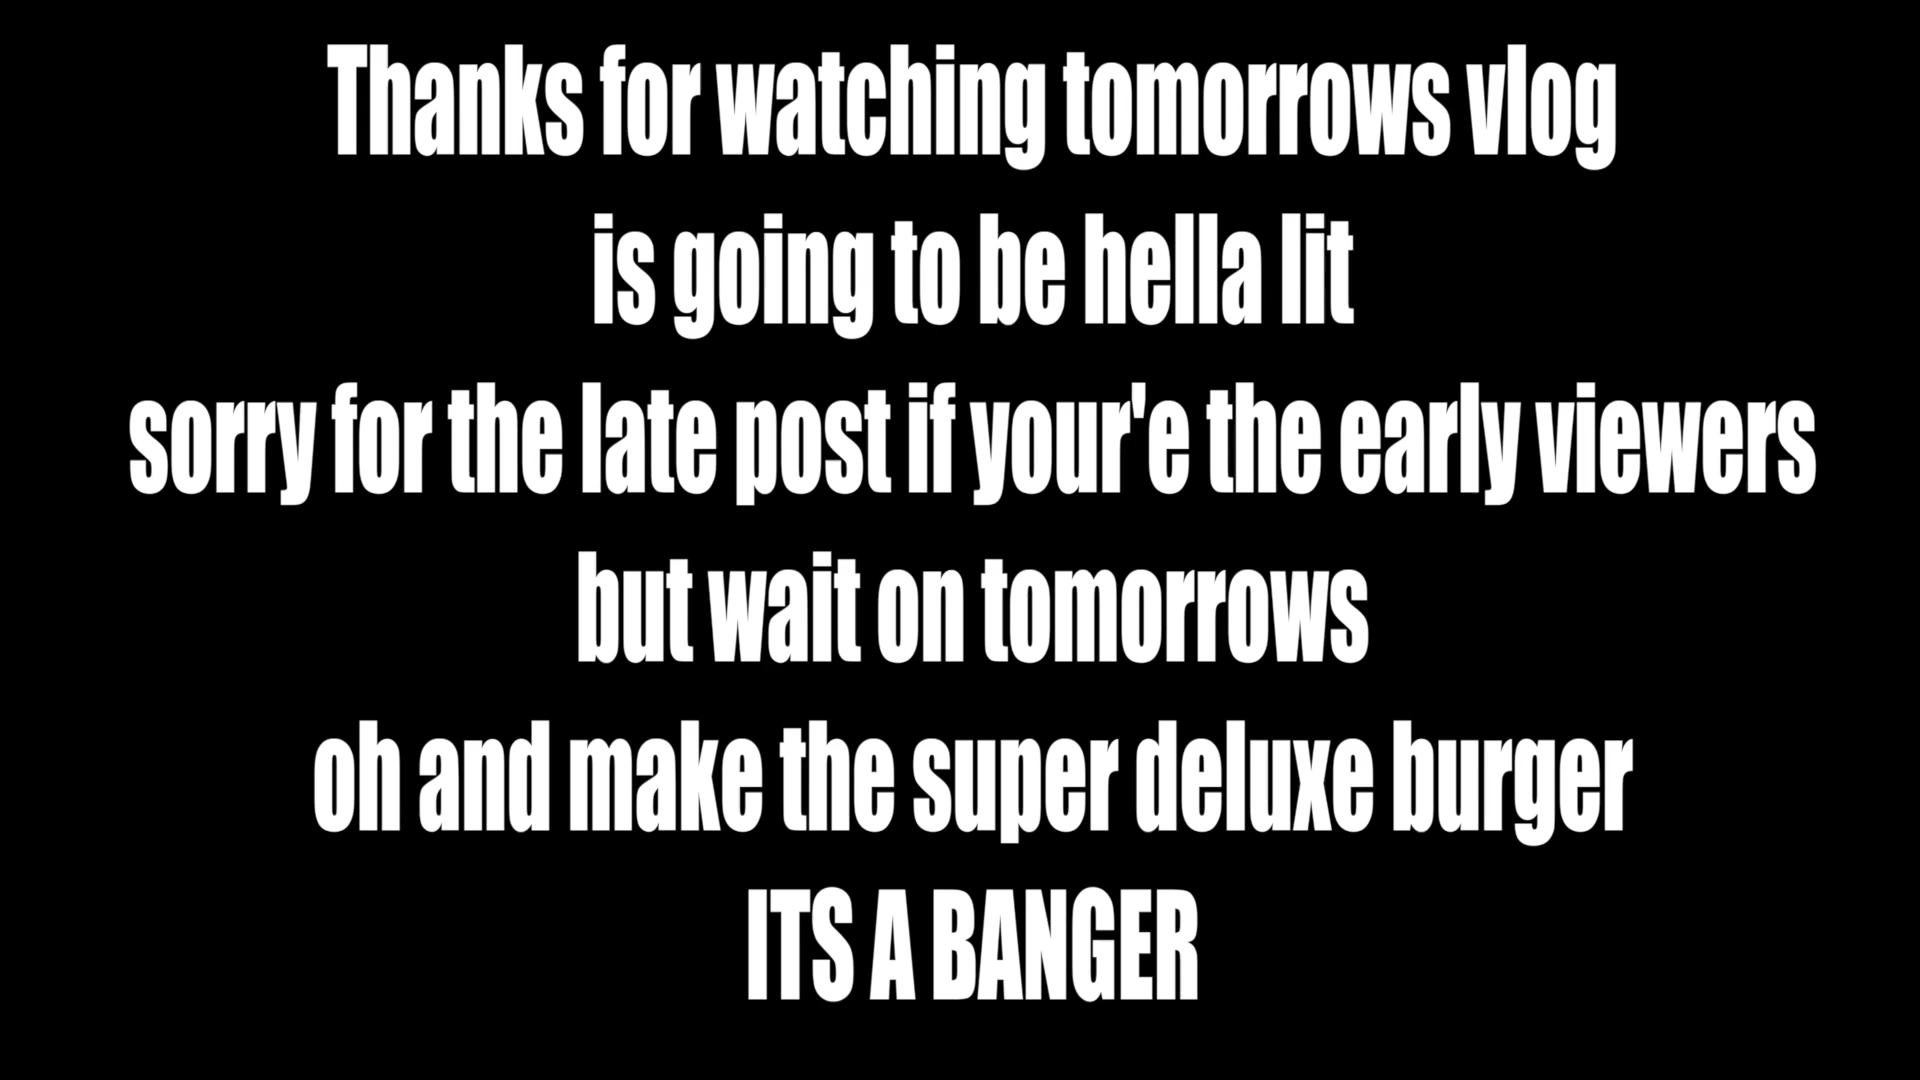 Thanks for watching tomorrows vlog
is going to be hella lit
sorry for the late post if your'e the early viewers
but wait on tomorrows
oh and make the super deluxe burger
ITS A BANGER